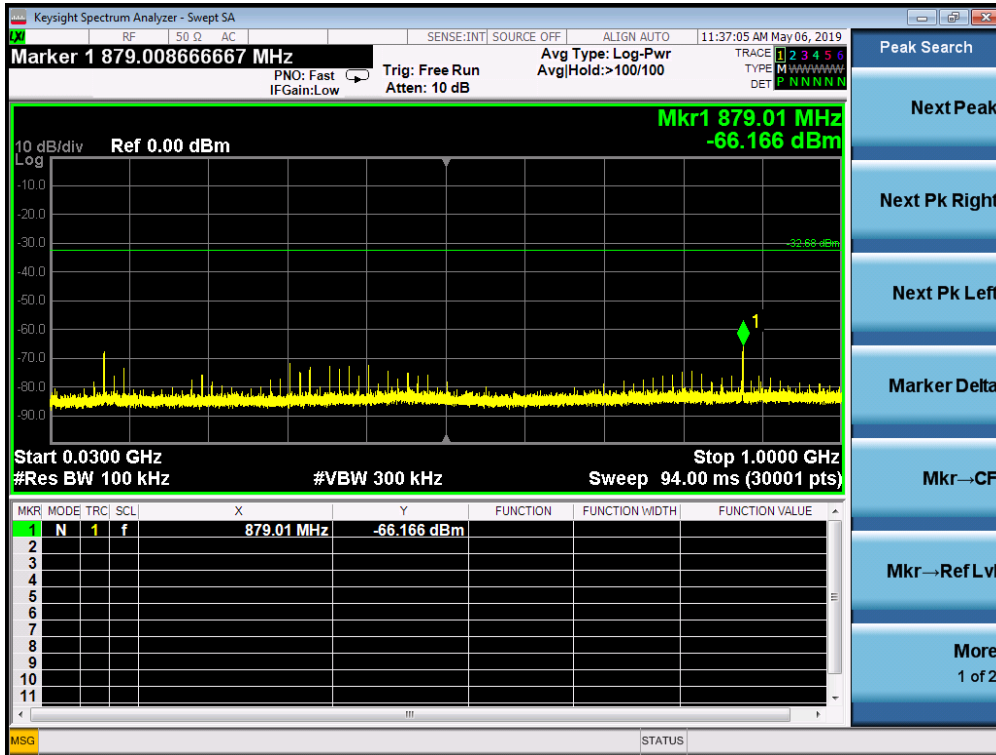 Keysight Spectrum Analyzer - Swept SA
LXI RF 50 Ω AC SENSE:INT SOURCE OFF ALIGN AUTO 11:37:05 AM May 06, 2019
Marker 1 879.008666667 MHz
PNO: Fast
IFGain:Low
Trig: Free Run
Atten: 10 dB
Avg Type: Log-Pwr
Avg|Hold:>100/100
TRACE 1 2 3 4 5 6
TYPE M WWWWW
DET P N N N N N
Peak Search
Next Peak
Next Pk Right
Next Pk Left
Marker Delta
Mkr→CF
Mkr→Ref Lvl
More
1 of 2
Mkr1 879.01 MHz
-66.166 dBm
10 dB/div Ref 0.00 dBm
Log
-10.0
-20.0
-30.0
-32.68 dBm
-40.0
-50.0
-60.0
1
-70.0
-80.0
-90.0
Start 0.0300 GHz Stop 1.0000 GHz
#Res BW 100 kHz #VBW 300 kHz Sweep 94.00 ms (30001 pts)
MKR MODE TRC SCL X Y FUNCTION FUNCTION WIDTH FUNCTION VALUE
1 N 1 f 879.01 MHz -66.166 dBm
2
3
4
5
6
7
8
9
10
11
MSG STATUS